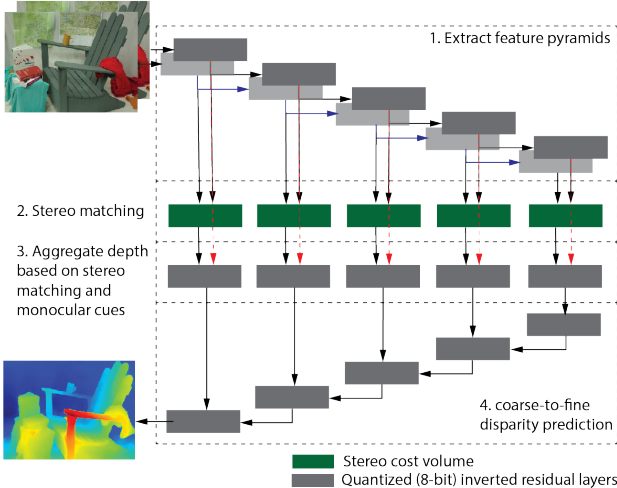 1. Extract feature pyramids
2. Stereo matching
3. Aggregate depth
based on stereo
matching and
monocular cues
4. coarse-to-fine
disparity prediction
Stereo cost volume
Quantized (8-bit) inverted residual layers